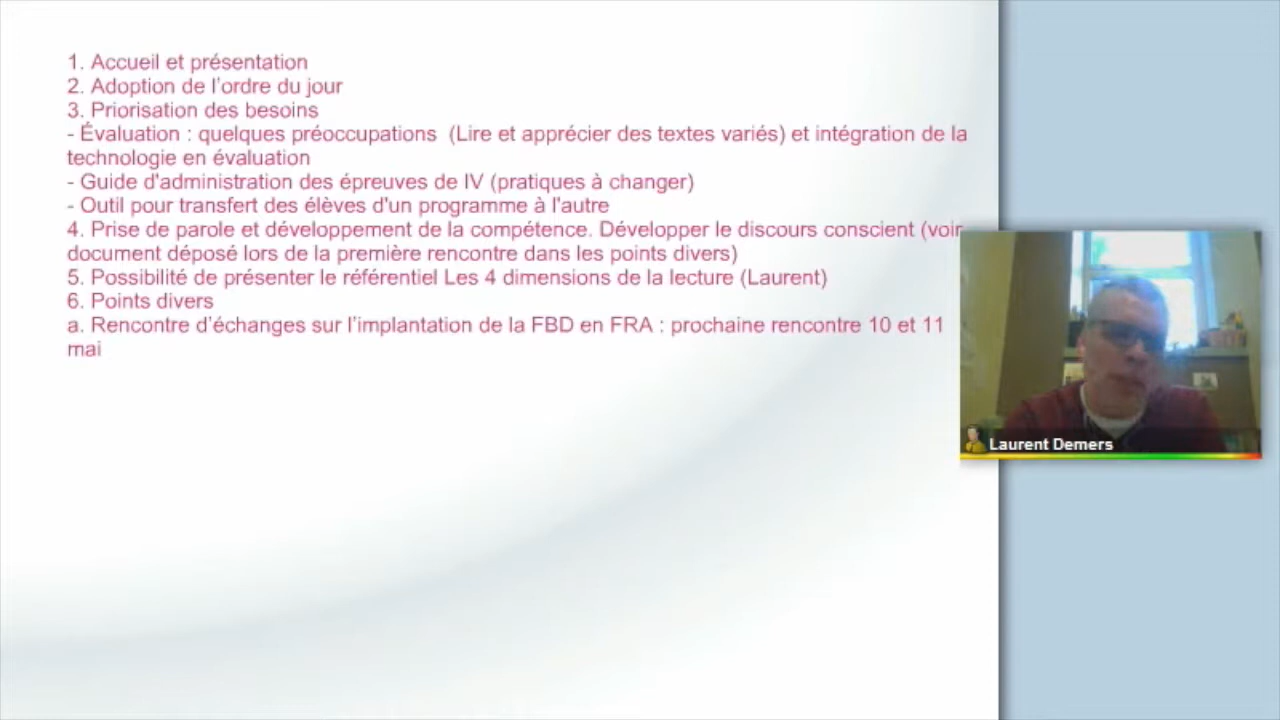 1. Accueil et présentation
2. Adoption de l’ordre du jour
3. Priorisation des besoins
- Évaluation : quelques préoccupations  (Lire et apprécier des textes variés) et intégration de la
technologie en évaluation
- Guide d'administration des épreuves de IV (pratiques à changer)
- Outil pour transfert des élèves d'un programme à l'autre
4. Prise de parole et développement de la compétence. Développer le discours conscient (voir
document déposé lors de la première rencontre dans les points divers)
5. Possibilité de présenter le référentiel Les 4 dimensions de la lecture (Laurent)
6. Points divers
a. Rencontre d’échanges sur l’implantation de la FBD en FRA : prochaine rencontre 10 et 11
mai
Laurent Demers